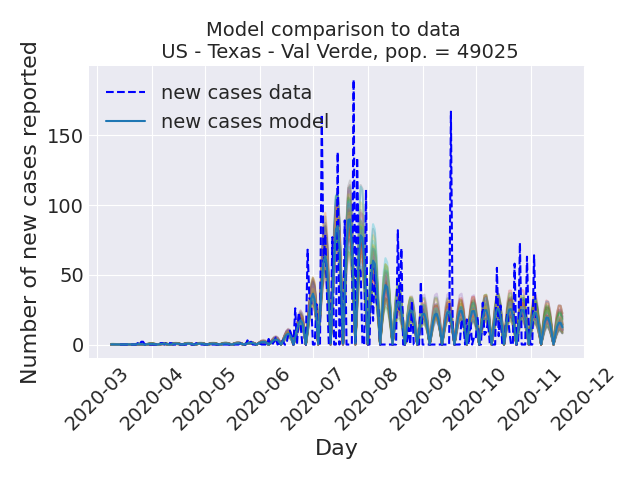 Model comparison to data
US - Texas - Val Verde, pop. = 49025
Number of new cases reported
new cases data
new cases model
150
100
50
0
2020-03
2020-04
2020-05
2020-06
2020-07
2020-08
2020-09
2020-10
2020-11
2020-12
Day